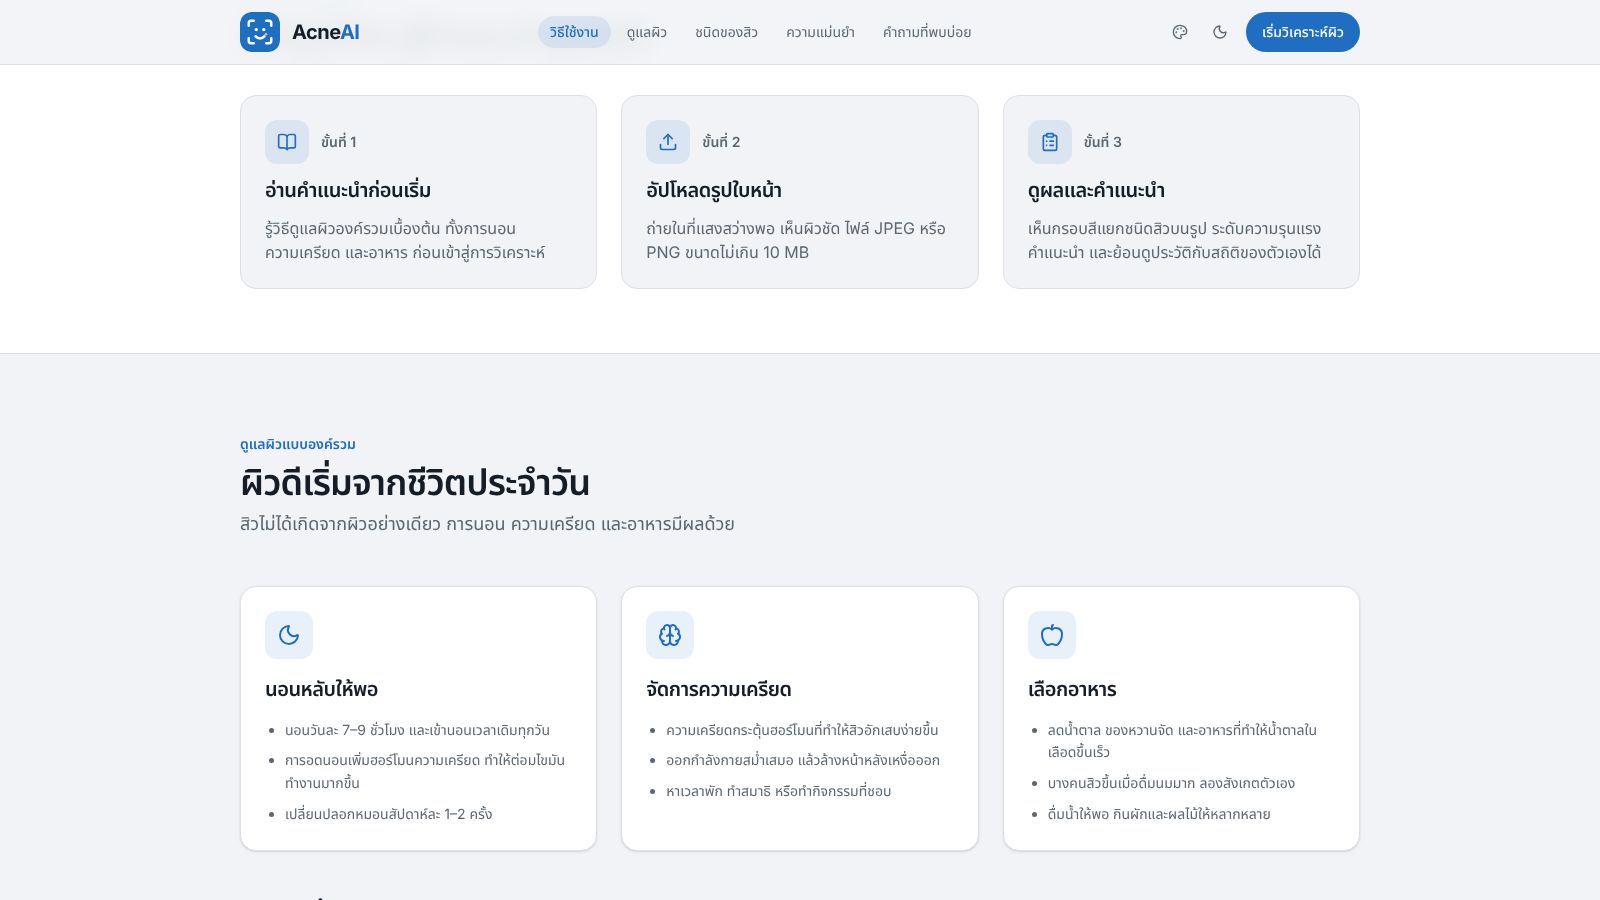 AcneAI
วิธีใช้งาน
ดูแลผิว
ชนิดของสิว
ความแม่นยำ
คำถามที่พบบ่อย
เริ่มวิเคราะห์ผิว
ขั้นที่ 1
อ่านคำแนะนำก่อนเริ่ม
รู้วิธีดูแลผิวองค์รวมเบื้องต้น ทั้งการนอน
ความเครียด และอาหาร ก่อนเข้าสู่การวิเคราะห์
ขั้นที่ 2
อัปโหลดรูปใบหน้า
ถ่ายในที่แสงสว่างพอ เห็นผิวชัด ไฟล์ JPEG หรือ
PNG ขนาดไม่เกิน 10 MB
ขั้นที่ 3
ดูผลและคำแนะนำ
เห็นกรอบสีแยกชนิดสิวบนรูป ระดับความรุนแรง
คำแนะนำ และย้อนดูประวัติกับสถิติของตัวเองได้
ดูแลผิวแบบองค์รวม
ผิวดีเริ่มจากชีวิตประจำวัน
สิวไม่ได้เกิดจากผิวอย่างเดียว การนอน ความเครียด และอาหารมีผลด้วย
นอนหลับให้พอ
นอนวันละ 7–9 ชั่วโมง และเข้านอนเวลาเดิมทุกวัน
การอดนอนเพิ่มฮอร์โมนความเครียด ทำให้ต่อมไขมัน
ทำงานมากขึ้น
เปลี่ยนปลอกหมอนสัปดาห์ละ 1–2 ครั้ง
จัดการความเครียด
ความเครียดกระตุ้นฮอร์โมนที่ทำให้สิวอักเสบง่ายขึ้น
ออกกำลังกายสม่ำเสมอ แล้วล้างหน้าหลังเหงื่อออก
หาเวลาพัก ทำสมาธิ หรือทำกิจกรรมที่ชอบ
เลือกอาหาร
ลดน้ำตาล ของหวานจัด และอาหารที่ทำให้น้ำตาลใน
เลือดขึ้นเร็ว
บางคนสิวขึ้นเมื่อดื่มนมมาก ลองสังเกตตัวเอง
ดื่มน้ำให้พอ กินผักและผลไม้ให้หลากหลาย